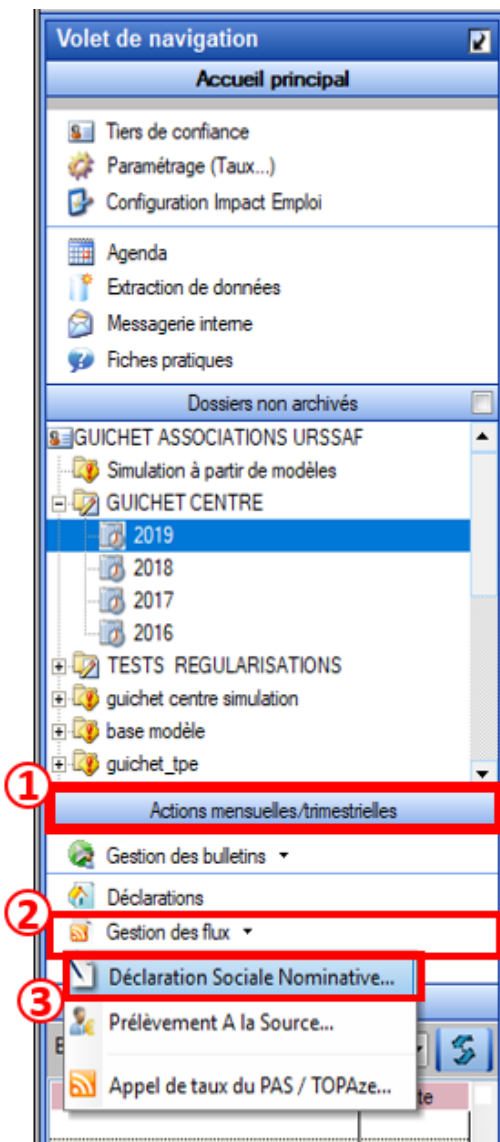 Volet de navigation
Accueil principal
Tiers de confiance
Paramétrage (Taux...)
Configuration Impact Emploi
Agenda
Extraction de données
Messagerie interne
Fiches pratiques
Dossiers non archivés
GUICHET ASSOCIATIONS URSSAF
Simulation à partir de modèles
GUICHET CENTRE
2019
2018
2017
2016
TESTS REGULARISATIONS
guichet centre simulation
base modèle
guichet_tpe
1
Actions mensuelles/trimestrielles
Gestion des bulletins
Déclarations
2
Gestion des flux
3
Déclaration Sociale Nominative...
Prélèvement A la Source...
Appel de taux du PAS / TOPAze...